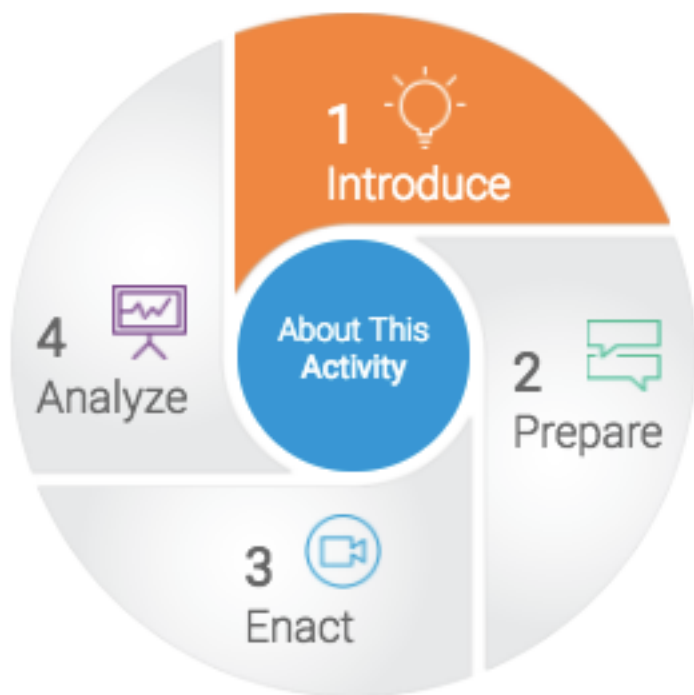 1
Introduce
About This
Activity
2
Prepare
3
Enact
4
Analyze